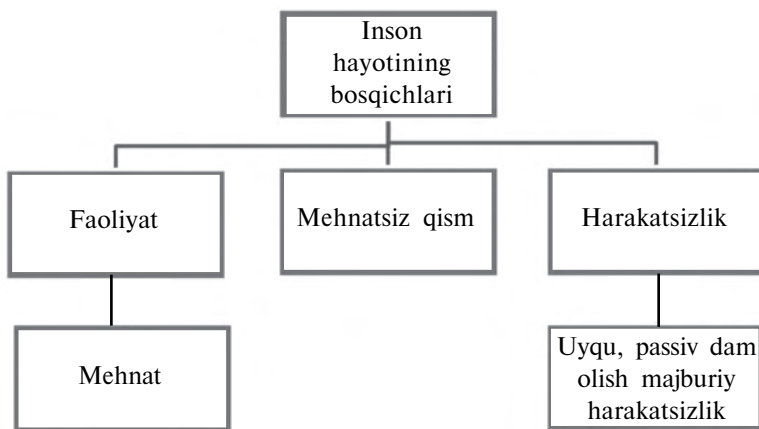 Inson
hayotining
bosqichlari
Faoliyat
Mehnatsiz qism
Harakatsizlik
Mehnat
Uyqu, passiv dam
olish majburiy
harakatsizlik